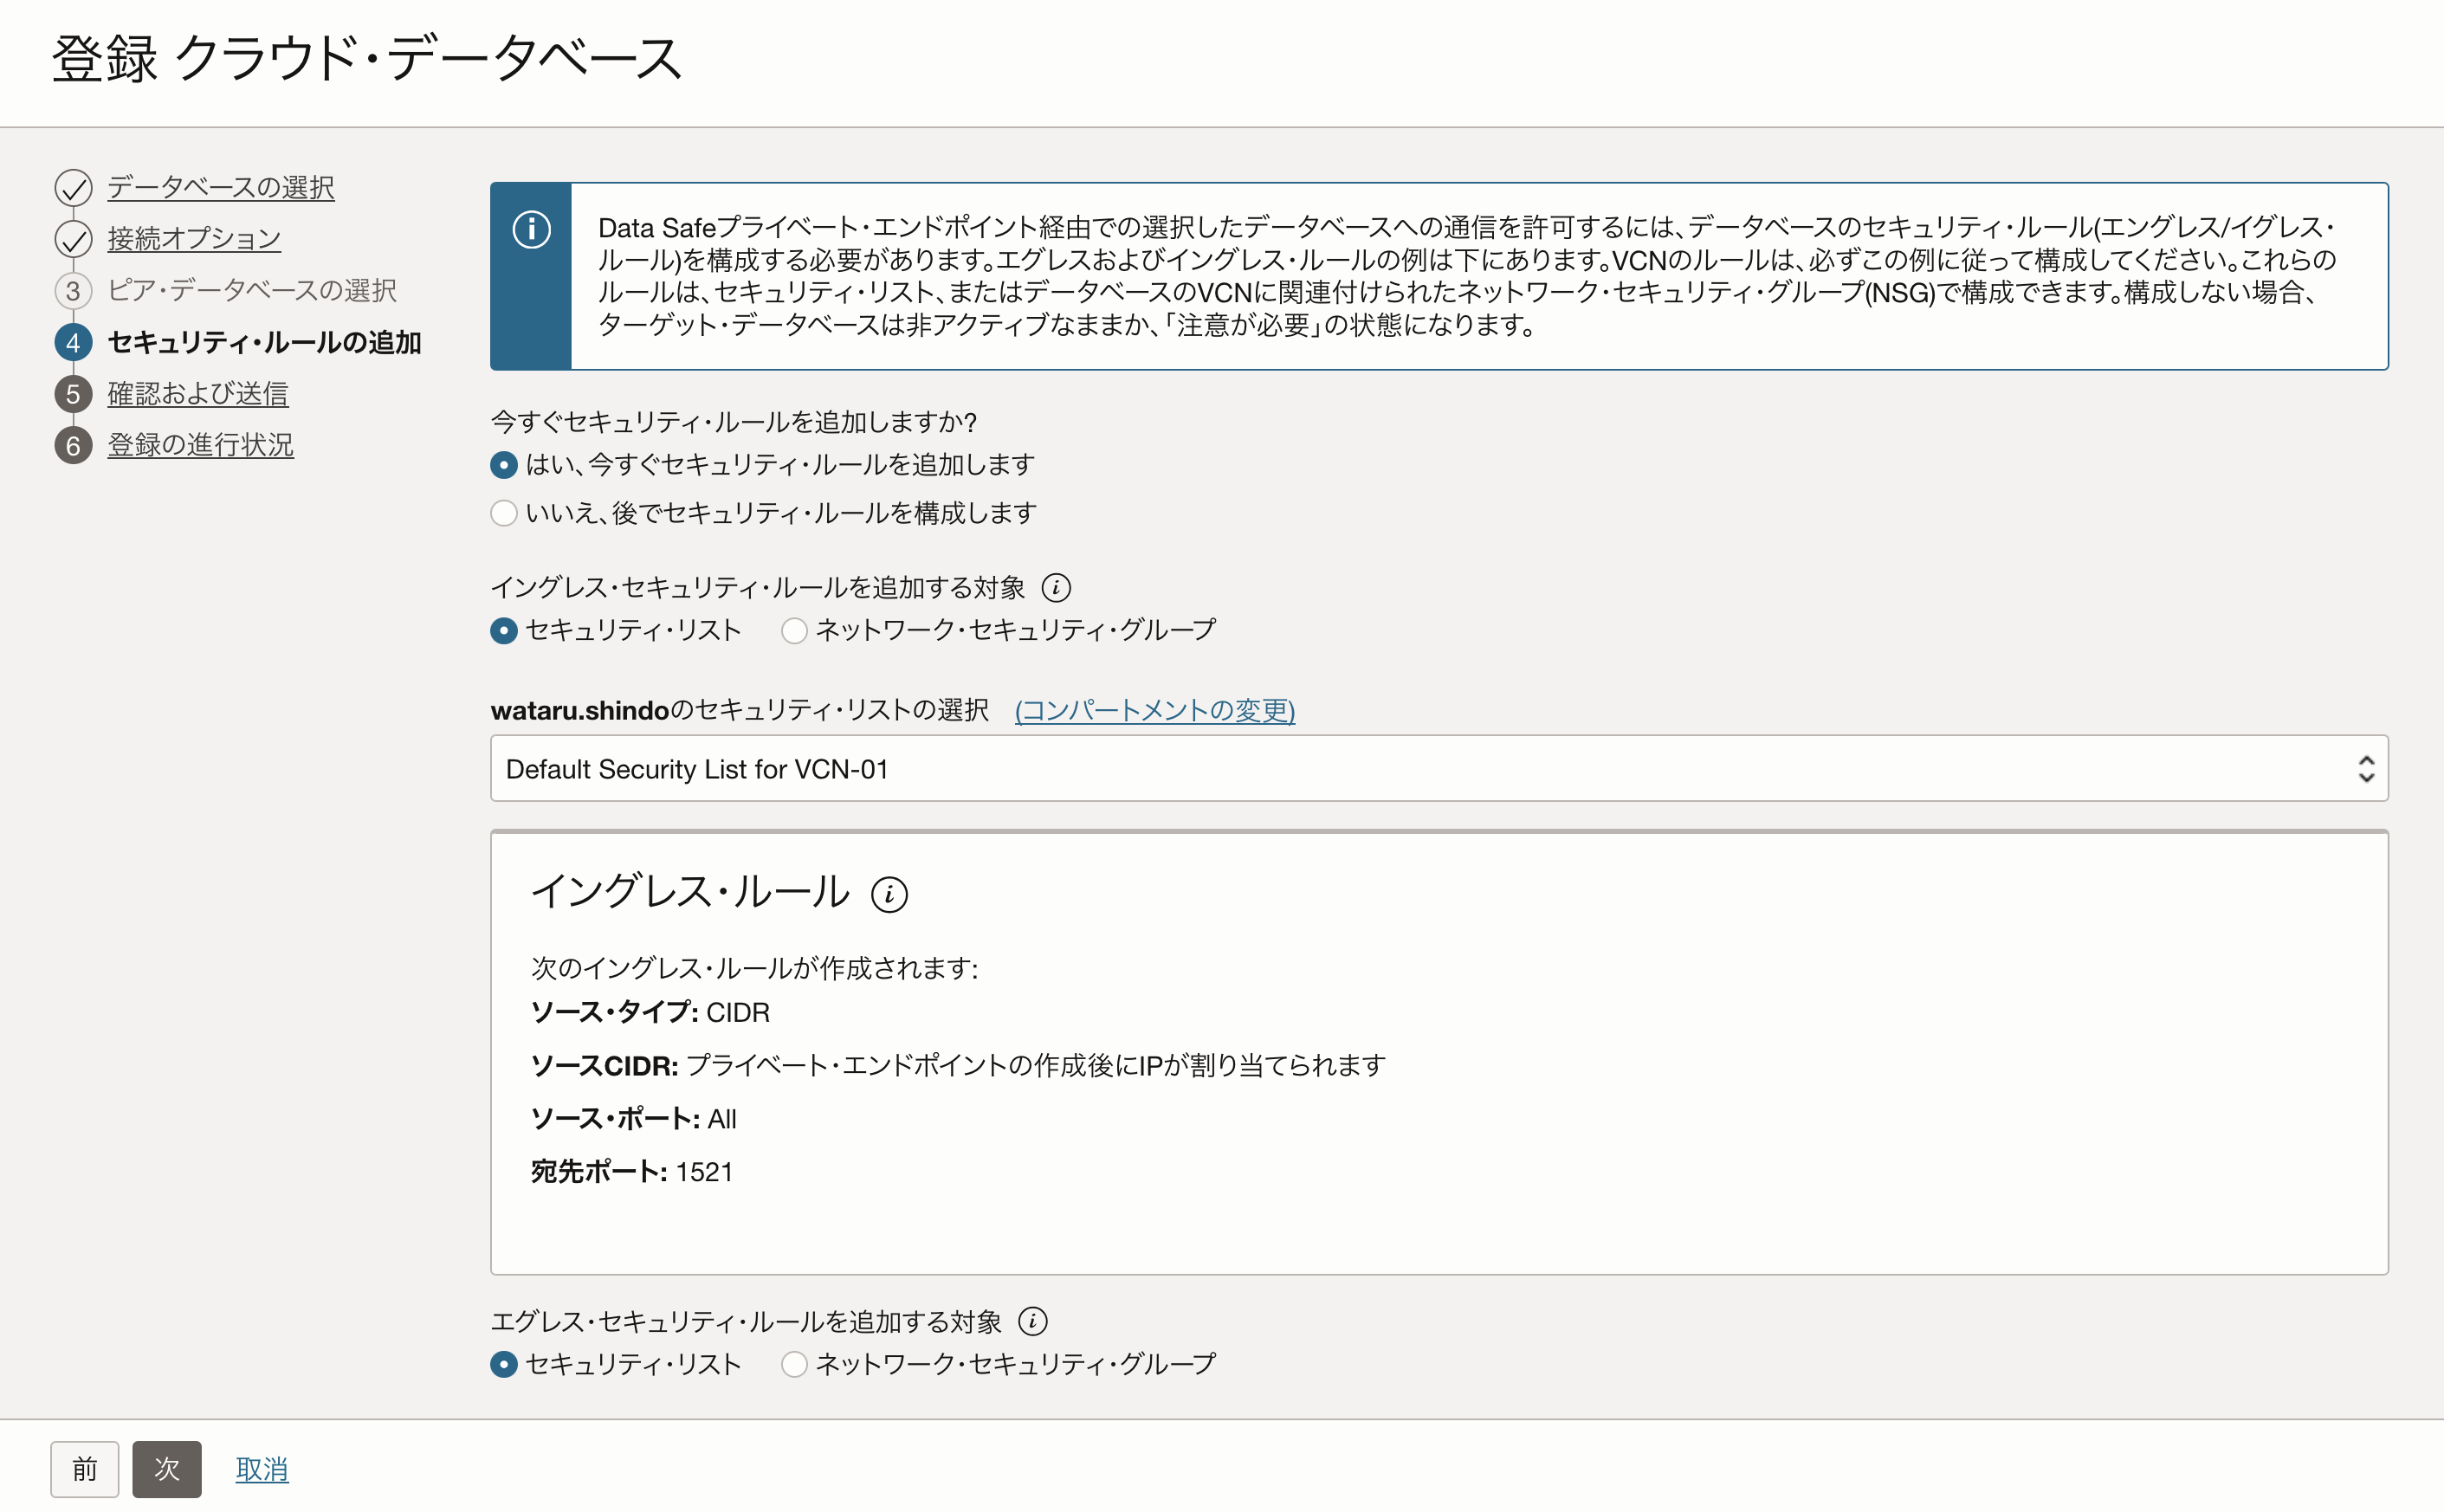 登録 クラウド・データベース
データベースの選択
接続オプション
3 ピア・データベースの選択
4 セキュリティ・ルールの追加
5 確認および送信
6 登録の進行状況
Data Safeプライベート・エンドポイント経由での選択したデータベースへの通信を許可するには、データベースのセキュリティ・ルール(エングレス/イグレス・
ルール)を構成する必要があります。エグレスおよびイングレス・ルールの例は下にあります。VCNのルールは、必ずこの例に従って構成してください。これらの
ルールは、セキュリティ・リスト、またはデータベースのVCNに関連付けられたネットワーク・セキュリティ・グループ(NSG)で構成できます。構成しない場合、
ターゲット・データベースは非アクティブなままか、「注意が必要」の状態になります。
今すぐセキュリティ・ルールを追加しますか?
はい、今すぐセキュリティ・ルールを追加します
いいえ、後でセキュリティ・ルールを構成します
イングレス・セキュリティ・ルールを追加する対象
セキュリティ・リスト ネットワーク・セキュリティ・グループ
wataru.shindoのセキュリティ・リストの選択 (コンパートメントの変更)
Default Security List for VCN-01
イングレス・ルール
次のイングレス・ルールが作成されます:
ソース・タイプ: CIDR
ソースCIDR: プライベート・エンドポイントの作成後にIPが割り当てられます
ソース・ポート: All
宛先ポート: 1521
エグレス・セキュリティ・ルールを追加する対象
セキュリティ・リスト ネットワーク・セキュリティ・グループ
前 次 取消